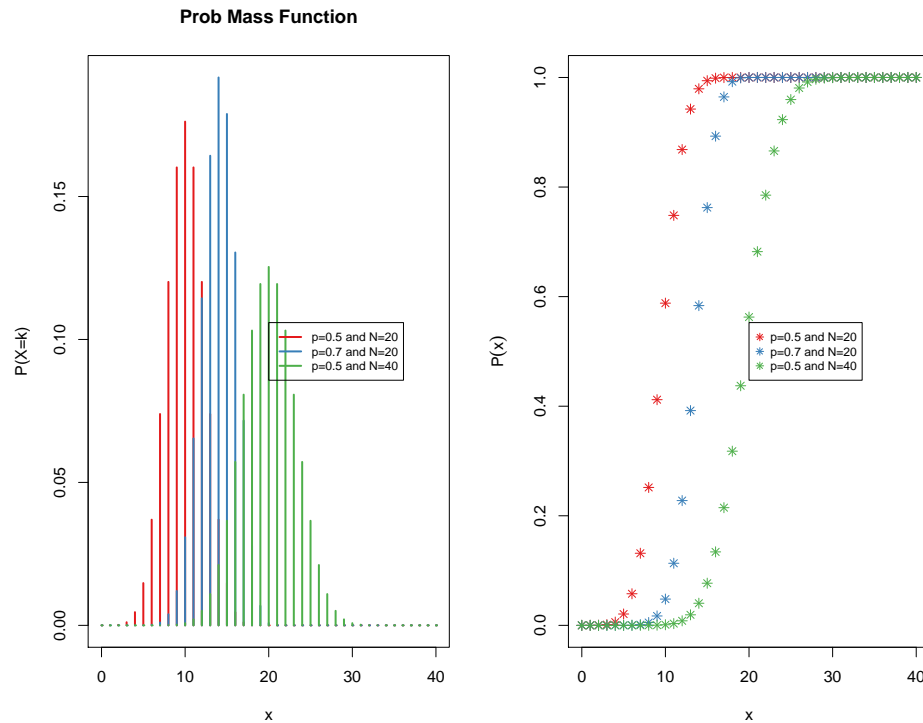 Prob Mass Function
P(X=k)
0.15
0.10
0.05
0.00
p=0.5 and N=20
p=0.7 and N=20
p=0.5 and N=40
0 10 20 30 40
x
P(x)
1.0
0.8
0.6
0.4
0.2
0.0
p=0.5 and N=20
p=0.7 and N=20
p=0.5 and N=40
0 10 20 30 40
x